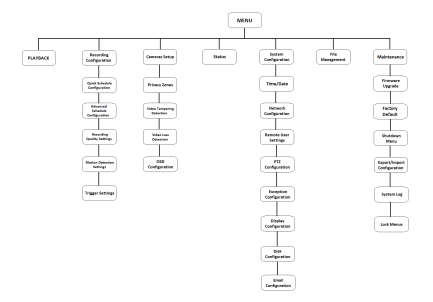 MENU
PLAYBACK
Recording
Configuration
Quick Schedule
Configuration
Advanced
Schedule
Configuration
Recording
Quality Settings
Motion Detection
Settings
Trigger Settings
Cameras Setup
Privacy Zones
Video Tampering
Detection
Video Loss
Detection
OSD
Configuration
Status
System
Configuration
Time/Date
Network
Configuration
Remote User
Settings
PTZ
Configuration
Exception
Configuration
Display
Configuration
Disk
Configuration
Email
Configuration
File
Management
Maintenance
Firmware
Upgrade
Factory
Default
Shutdown
Menu
Export/Import
Configuration
System Log
Lock Menus